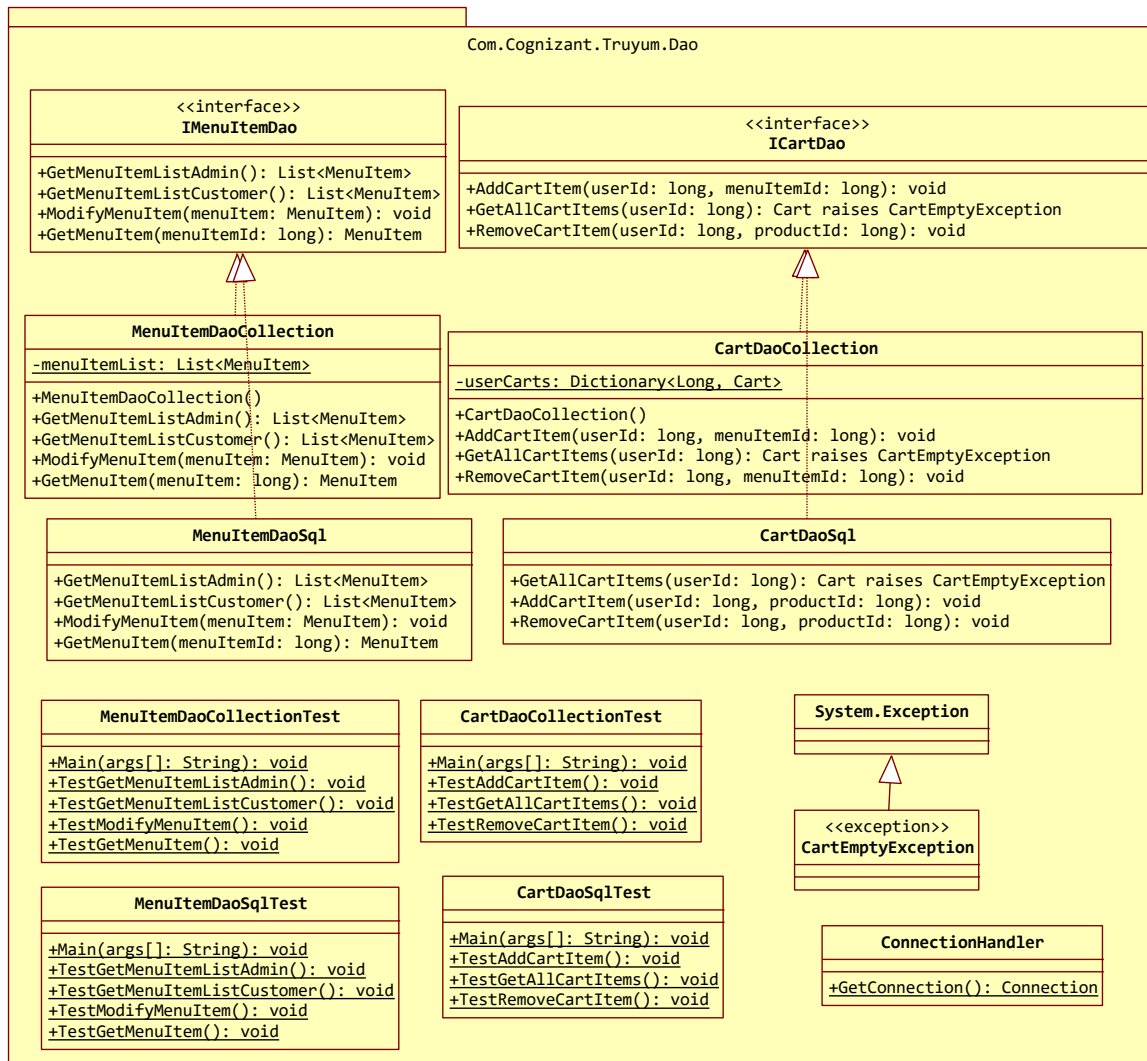 Com.Cognizant.Truyum.Dao
<<interface>>
IMenuItemDao
+GetMenuItemListAdmin(): List<MenuItem>
+GetMenuItemListCustomer(): List<MenuItem>
+ModifyMenuItem(menuItem: MenuItem): void
+GetMenuItem(menuItemId: long): MenuItem
<<interface>>
ICartDao
+AddCartItem(userId: long, menuItemId: long): void
+GetAllCartItems(userId: long): Cart raises CartEmptyException
+RemoveCartItem(userId: long, productId: long): void
MenuItemDaoCollection
-menuItemList: List<MenuItem>
+MenuItemDaoCollection()
+GetMenuItemListAdmin(): List<MenuItem>
+GetMenuItemListCustomer(): List<MenuItem>
+ModifyMenuItem(menuItem: MenuItem): void
+GetMenuItem(menuItem: long): MenuItem
CartDaoCollection
-userCarts: Dictionary<Long, Cart>
+CartDaoCollection()
+AddCartItem(userId: long, menuItemId: long): void
+GetAllCartItems(userId: long): Cart raises CartEmptyException
+RemoveCartItem(userId: long, menuItemId: long): void
MenuItemDaoSql
+GetMenuItemListAdmin(): List<MenuItem>
+GetMenuItemListCustomer(): List<MenuItem>
+ModifyMenuItem(menuItem: MenuItem): void
+GetMenuItem(menuItemId: long): MenuItem
CartDaoSql
+GetAllCartItems(userId: long): Cart raises CartEmptyException
+AddCartItem(userId: long, productId: long): void
+RemoveCartItem(userId: long, productId: long): void
MenuItemDaoCollectionTest
+Main(args[]: String): void
+TestGetMenuItemListAdmin(): void
+TestGetMenuItemListCustomer(): void
+TestModifyMenuItem(): void
+TestGetMenuItem(): void
CartDaoCollectionTest
+Main(args[]: String): void
+TestAddCartItem(): void
+TestGetAllCartItems(): void
+TestRemoveCartItem(): void
System.Exception
<<exception>>
CartEmptyException
MenuItemDaoSqlTest
+Main(args[]: String): void
+TestGetMenuItemListAdmin(): void
+TestGetMenuItemListCustomer(): void
+TestModifyMenuItem(): void
+TestGetMenuItem(): void
CartDaoSqlTest
+Main(args[]: String): void
+TestAddCartItem(): void
+TestGetAllCartItems(): void
+TestRemoveCartItem(): void
ConnectionHandler
+GetConnection(): Connection